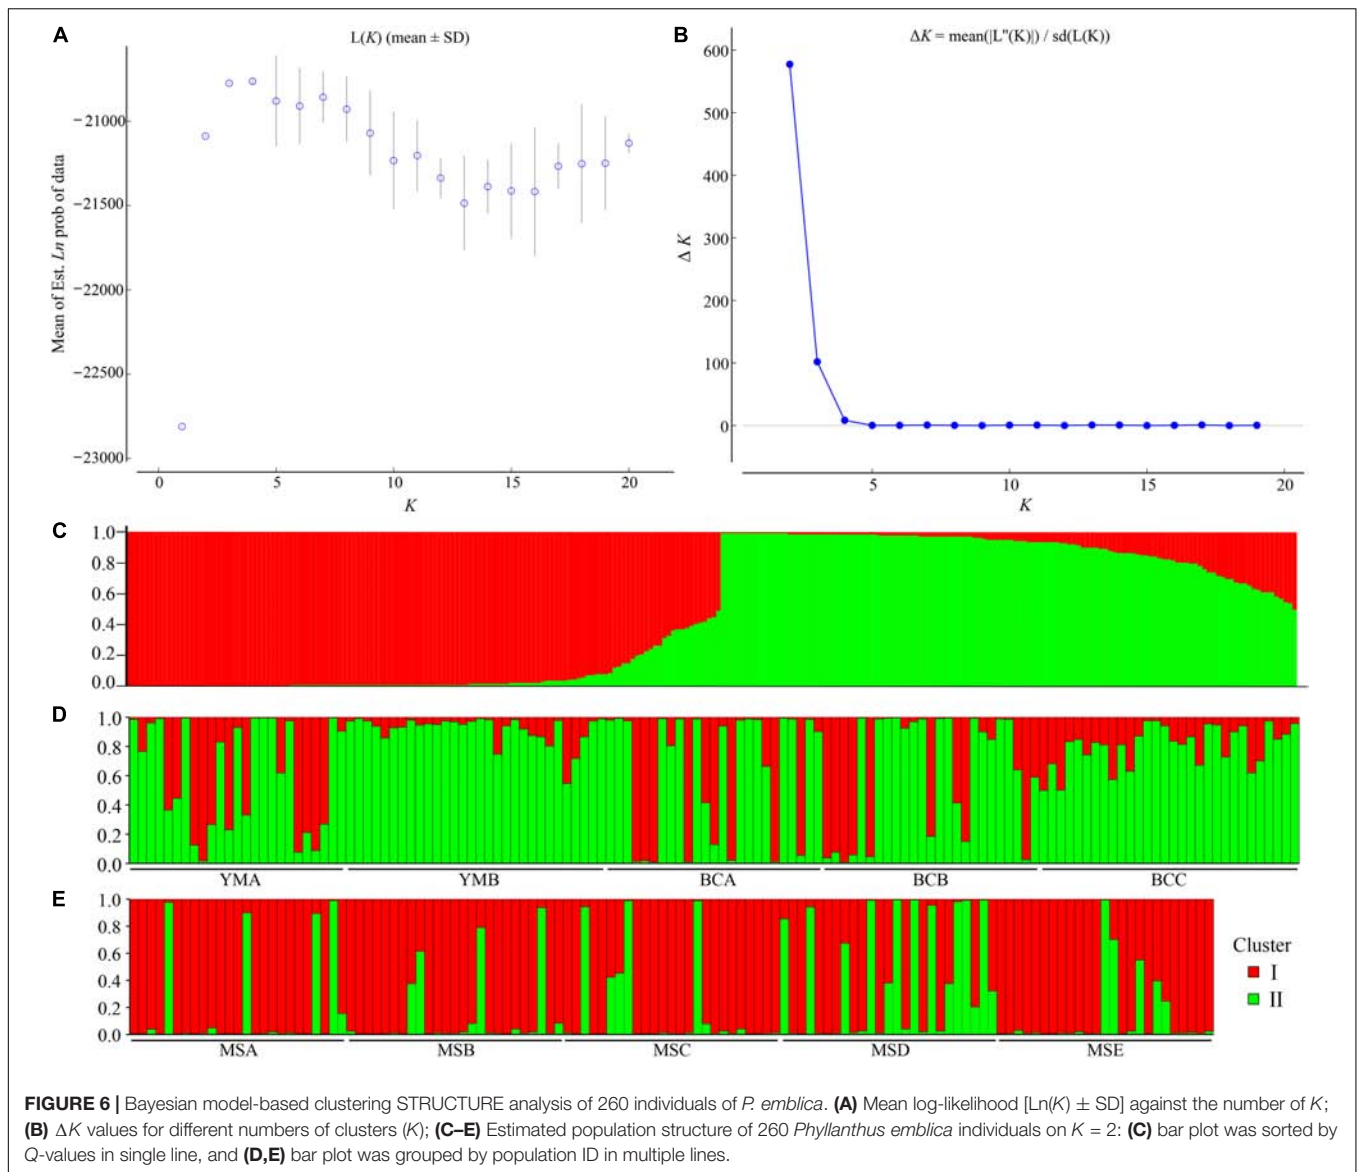 A
L(K) (mean ± SD)
Mean of Est. Ln prob of data
−21000
−21500
−22000
−22500
−23000
0 5 10 15 20
K
B
ΔK = mean(|L"(K)|) / sd(L(K))
Δ K
600
500
400
300
200
100
0
5 10 15 20
K
C
1.0
0.8
0.6
0.4
0.2
0.0
D
1.0
0.8
0.6
0.4
0.2
0.0
YMA YMB BCA BCB BCC
E
1.0
0.8
0.6
0.4
0.2
0.0
MSA MSB MSC MSD MSE
Cluster
I
II
FIGURE 6 | Bayesian model-based clustering STRUCTURE analysis of 260 individuals of P. emblica. (A) Mean log-likelihood [Ln(K) ± SD] against the number of K;
(B) ΔK values for different numbers of clusters (K); (C–E) Estimated population structure of 260 Phyllanthus emblica individuals on K = 2: (C) bar plot was sorted by
Q-values in single line, and (D,E) bar plot was grouped by population ID in multiple lines.